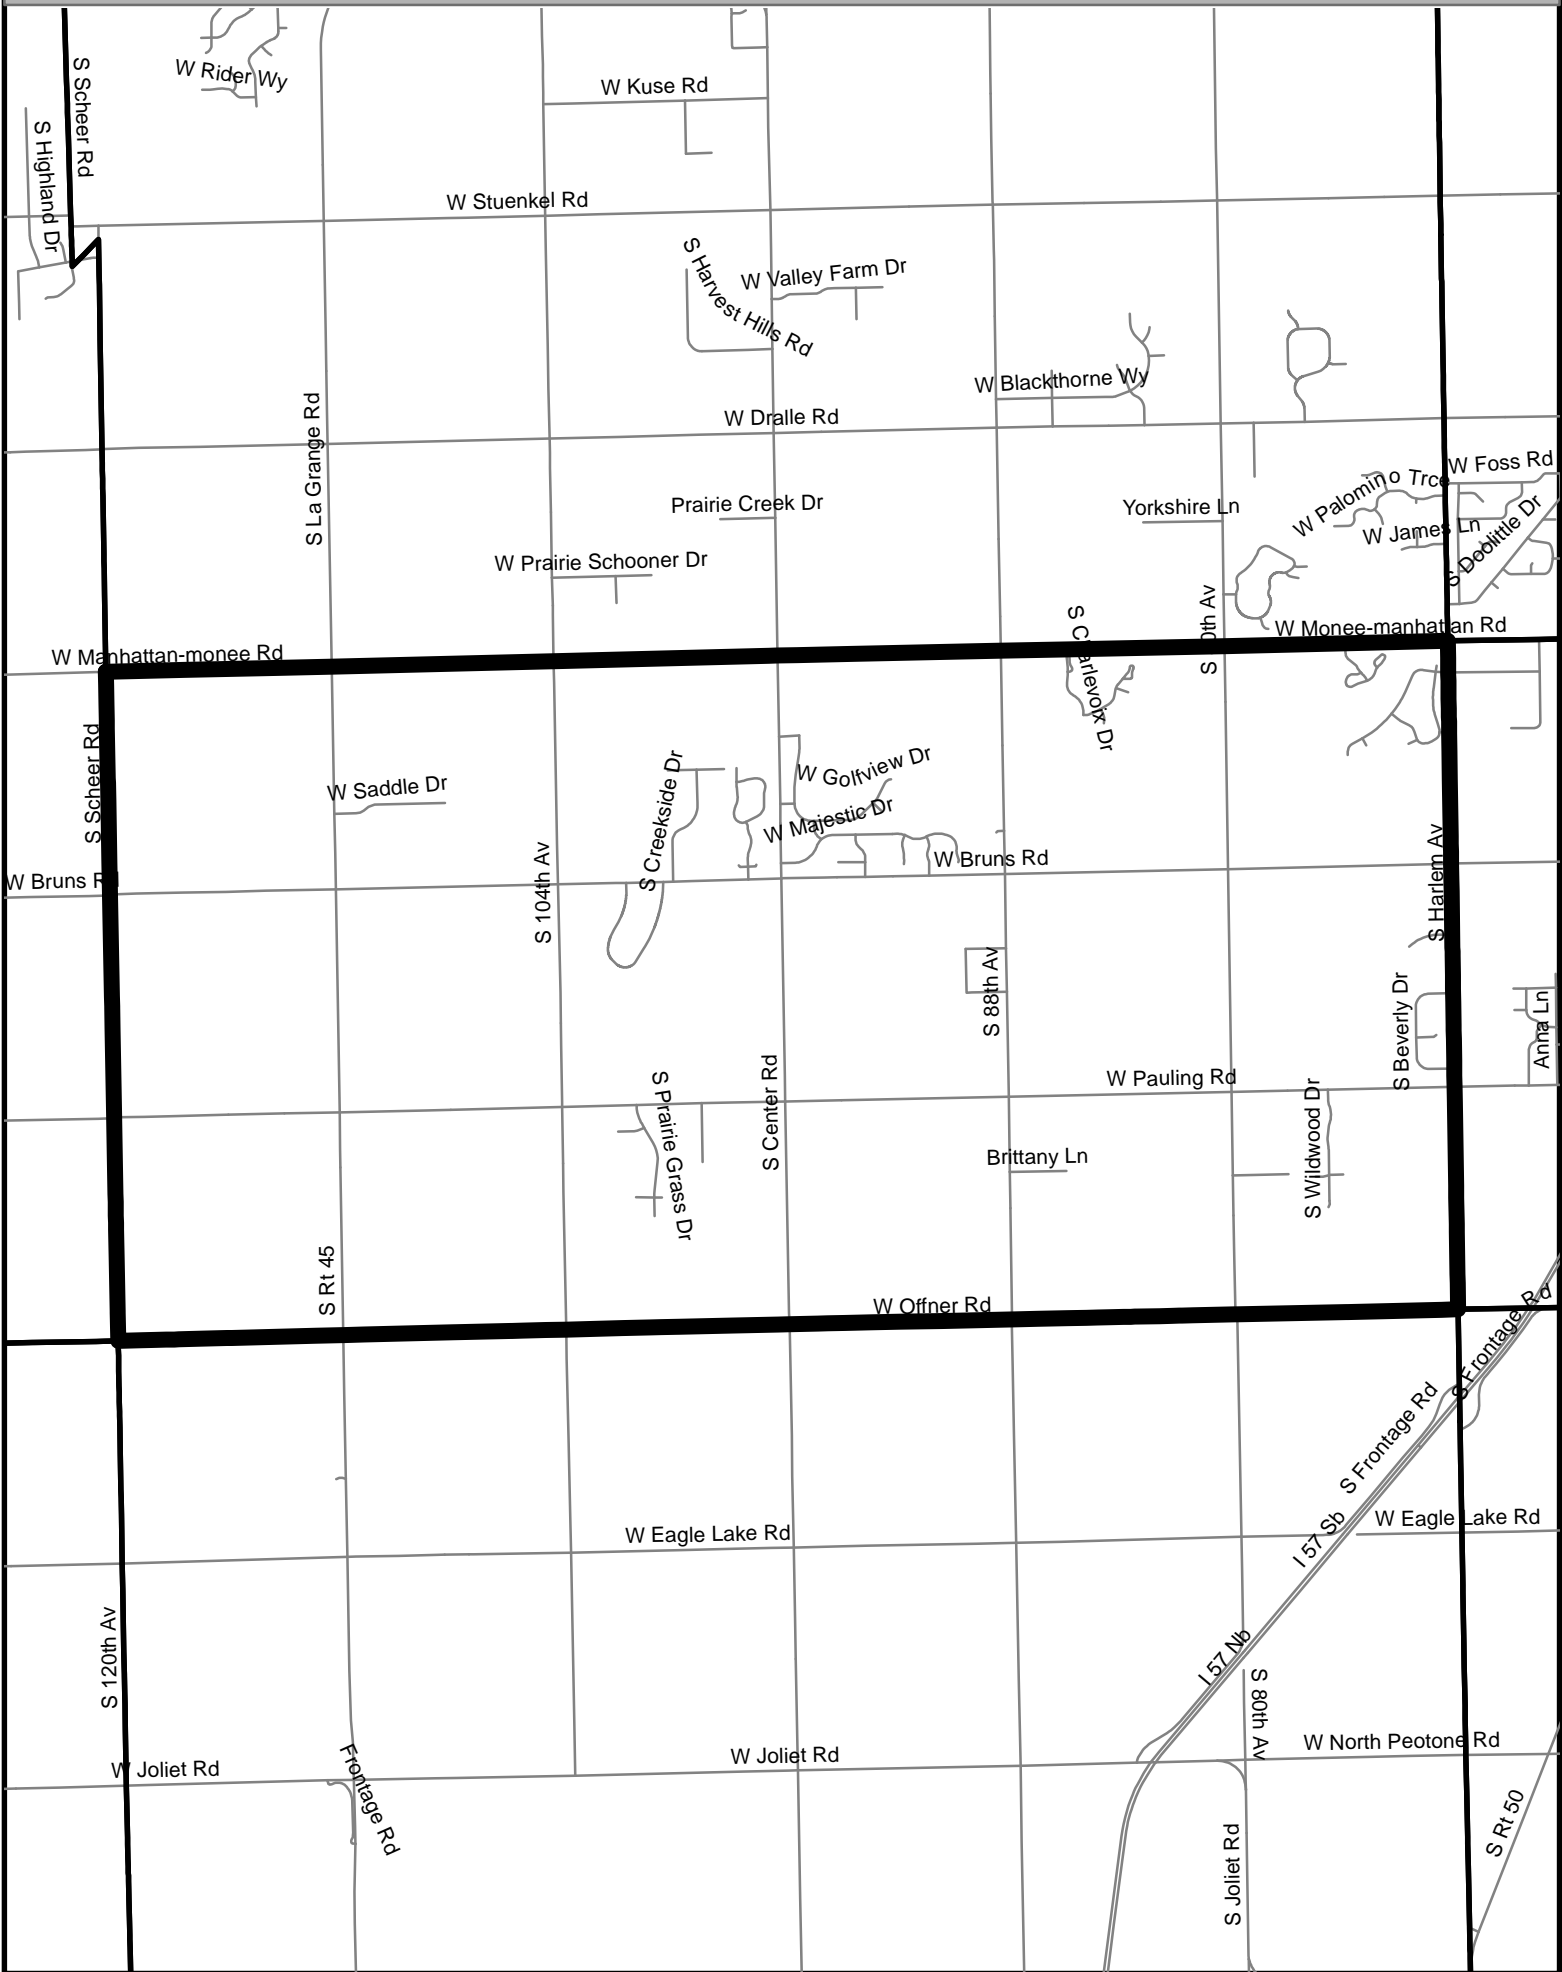 S Scheer Rd
W Rider Wy
W Kuse Rd
S Highland Dr
W Stuenkel Rd
S Harvest Hills Rd
W Valley Farm Dr
W Blackthorne Wy
W Dralle Rd
S La Grange Rd
W Foss Rd
W Palomino Trce
Prairie Creek Dr
Yorkshire Ln
W James Ln
S Doolittle Dr
W Prairie Schooner Dr
S Charlevoix Dr
W Monee-manhattan Rd
W Manhattan-monee Rd
S Scheer Rd
W Saddle Dr
S Creekside Dr
W Golfview Dr
W Majestic Dr
W Bruns Rd
W Bruns Rd
S Harlem Av
S 104th Av
S 88th Av
S Beverly Dr
Anna Ln
W Pauling Rd
S Center Rd
S Prairie Grass Dr
S Wildwood Dr
Brittany Ln
S Rt 45
W Offner Rd
S Frontage Rd
S Frontage Rd
W Eagle Lake Rd
W Eagle Lake Rd
I 57 Sb
S 120th Av
I 57 Nb
S 80th Av
W North Peotone Rd
W Joliet Rd
W Joliet Rd
Frontage Rd
S Rt 50
S Joliet Rd